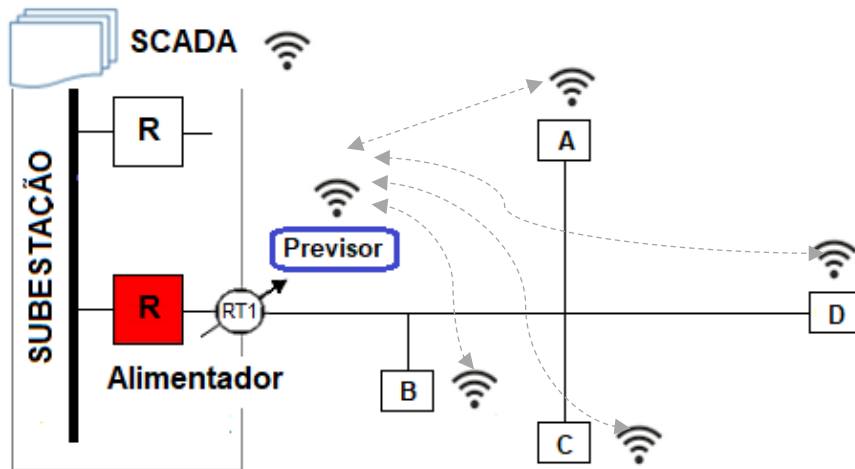 SCADA
SUBESTAÇÃO
R
A
Previsor
R
RT1
D
Alimentador
B
C